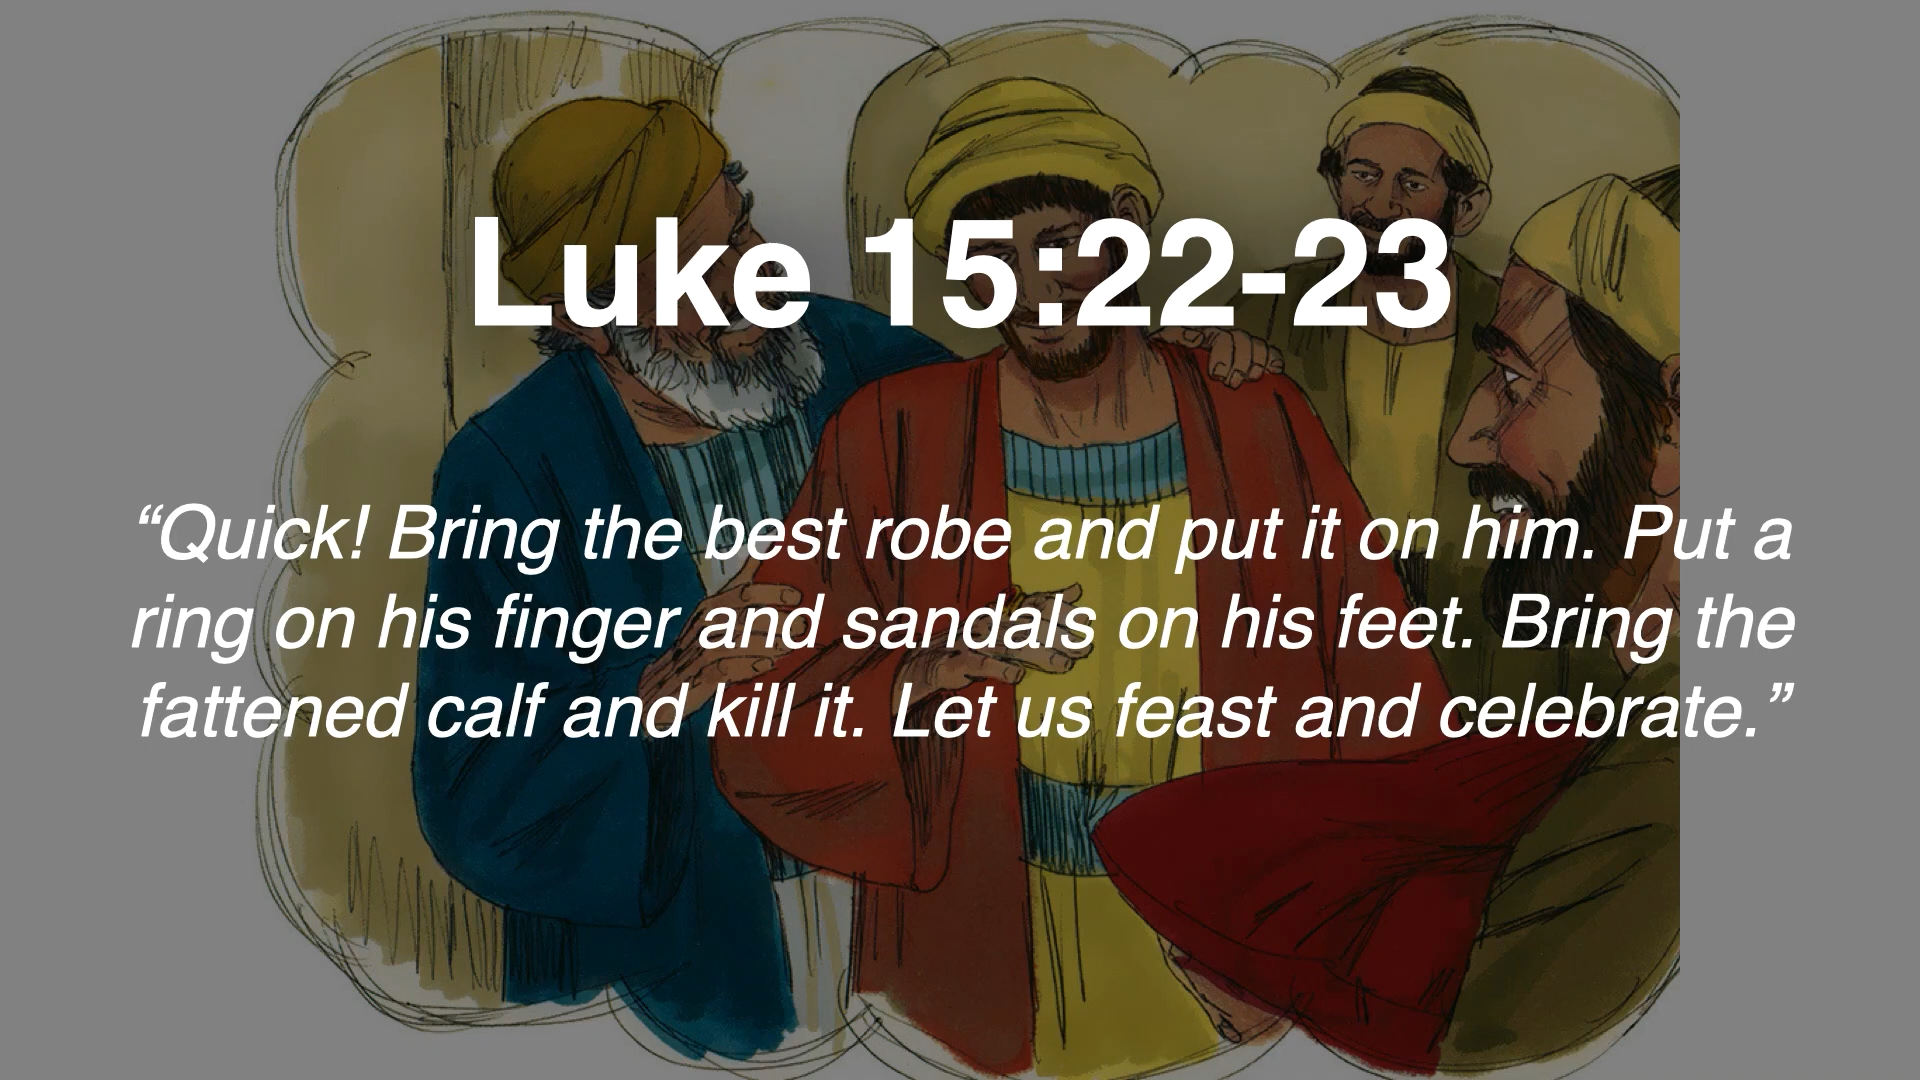 Luke 15:22-23
“Quick! Bring the best robe and put it on him. Put a
ring on his finger and sandals on his feet. Bring the
fattened calf and kill it. Let us feast and celebrate.”